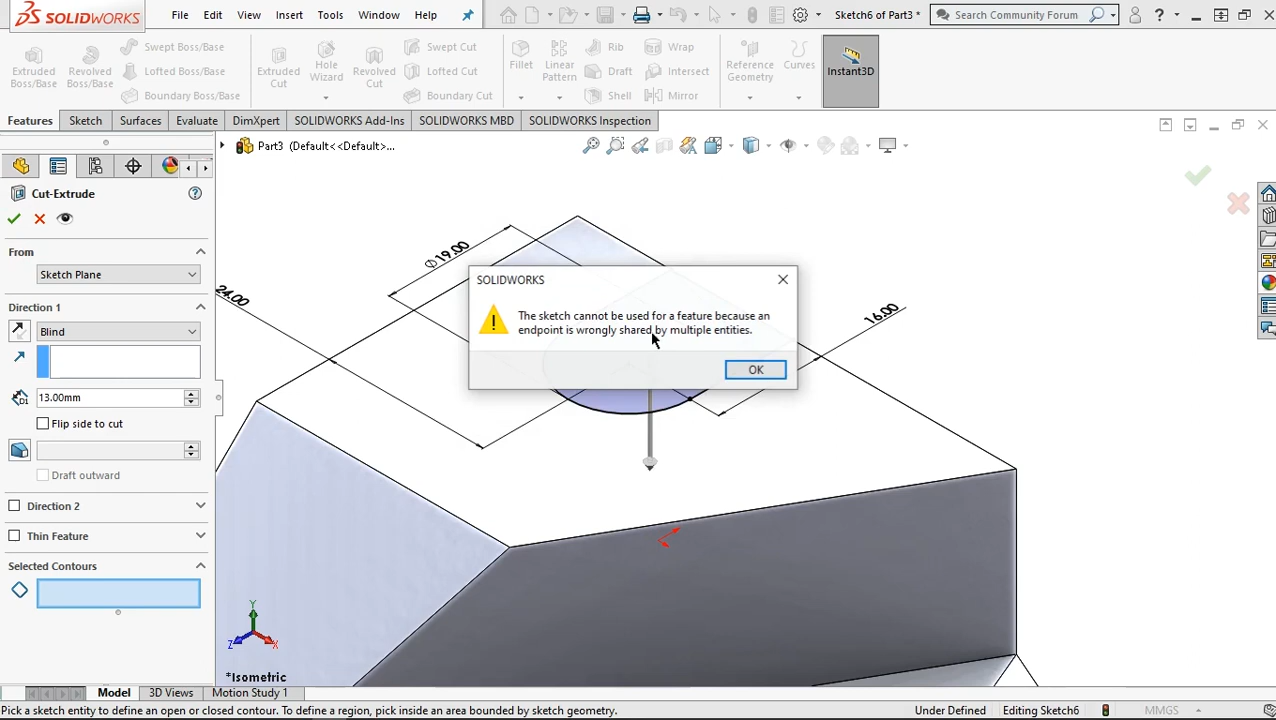 SOLIDWORKS
File Edit View Insert Tools Window Help
Sketch6 of Part3 *
Search Community Forum
Extruded Boss/Base
Revolved Boss/Base
Swept Boss/Base
Lofted Boss/Base
Boundary Boss/Base
Extruded Cut
Hole Wizard
Revolved Cut
Swept Cut
Lofted Cut
Boundary Cut
Fillet
Linear Pattern
Rib
Draft
Shell
Wrap
Intersect
Mirror
Reference Geometry
Curves
Instant3D
Features Sketch Surfaces Evaluate DimXpert SOLIDWORKS Add-Ins SOLIDWORKS MBD SOLIDWORKS Inspection
Part3 (Default<<Default>...
Cut-Extrude
From
Sketch Plane
Direction 1
Blind
13.00mm
Flip side to cut
Draft outward
Direction 2
Thin Feature
Selected Contours
∅19.00
24.00
16.00
SOLIDWORKS
The sketch cannot be used for a feature because an
endpoint is wrongly shared by multiple entities.
OK
Y
Z
X
*Isometric
Model 3D Views Motion Study 1
Pick a sketch entity to define an open or closed contour. To define a region, pick inside an area bounded by sketch geometry.
Under Defined Editing Sketch6 MMGS